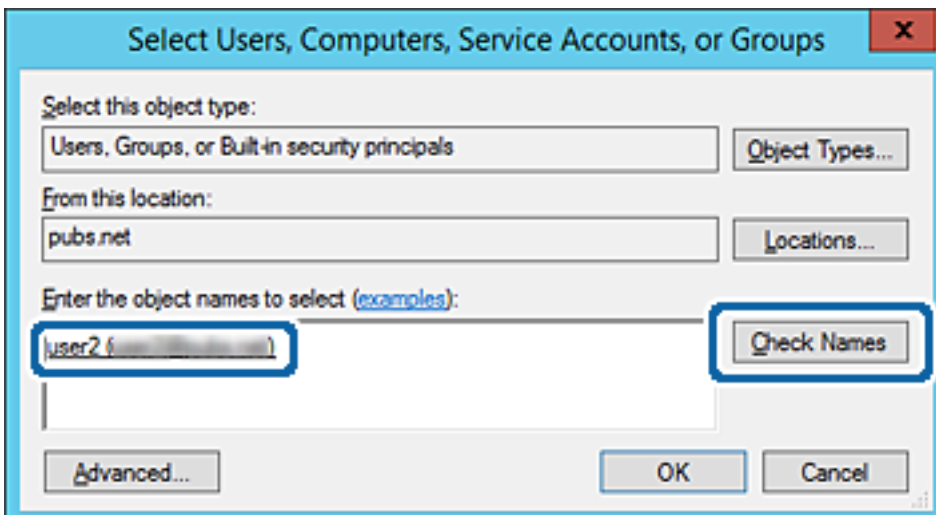 Select Users, Computers, Service Accounts, or Groups
x
Select this object type:
Users, Groups, or Built-in security principals
Object Types...
From this location:
pubs.net
Locations...
Enter the object names to select (examples):
user2 ( )
Check Names
Advanced...
OK
Cancel